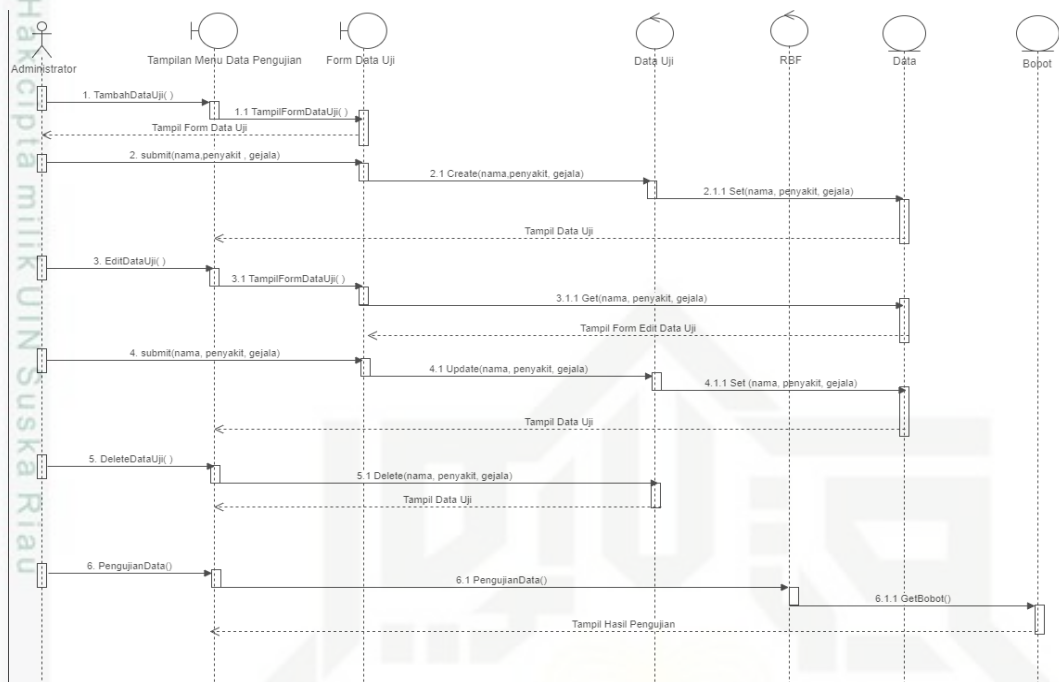 Hak cipta milik UIN Suska Riau
Administrator
Tampilan Menu Data Pengujian
Form Data Uji
Data Uji
RBF
Data
Bobot
1. TambahDataUji( )
1.1 TampilFormDataUji( )
Tampil Form Data Uji
2. submit(nama,penyakit , gejala)
2.1 Create(nama,penyakit, gejala)
2.1.1 Set(nama, penyakit, gejala)
Tampil Data Uji
3. EditDataUji( )
3.1 TampilFormDataUji( )
3.1.1 Get(nama, penyakit, gejala)
Tampil Form Edit Data Uji
4. submit(nama, penyakit, gejala)
4.1 Update(nama, penyakit, gejala)
4.1.1 Set (nama, penyakit, gejala)
Tampil Data Uji
5. DeleteDataUji( )
5.1 Delete(nama, penyakit, gejala)
Tampil Data Uji
6. PengujianData()
6.1 PengujianData()
6.1.1 GetBobot()
Tampil Hasil Pengujian